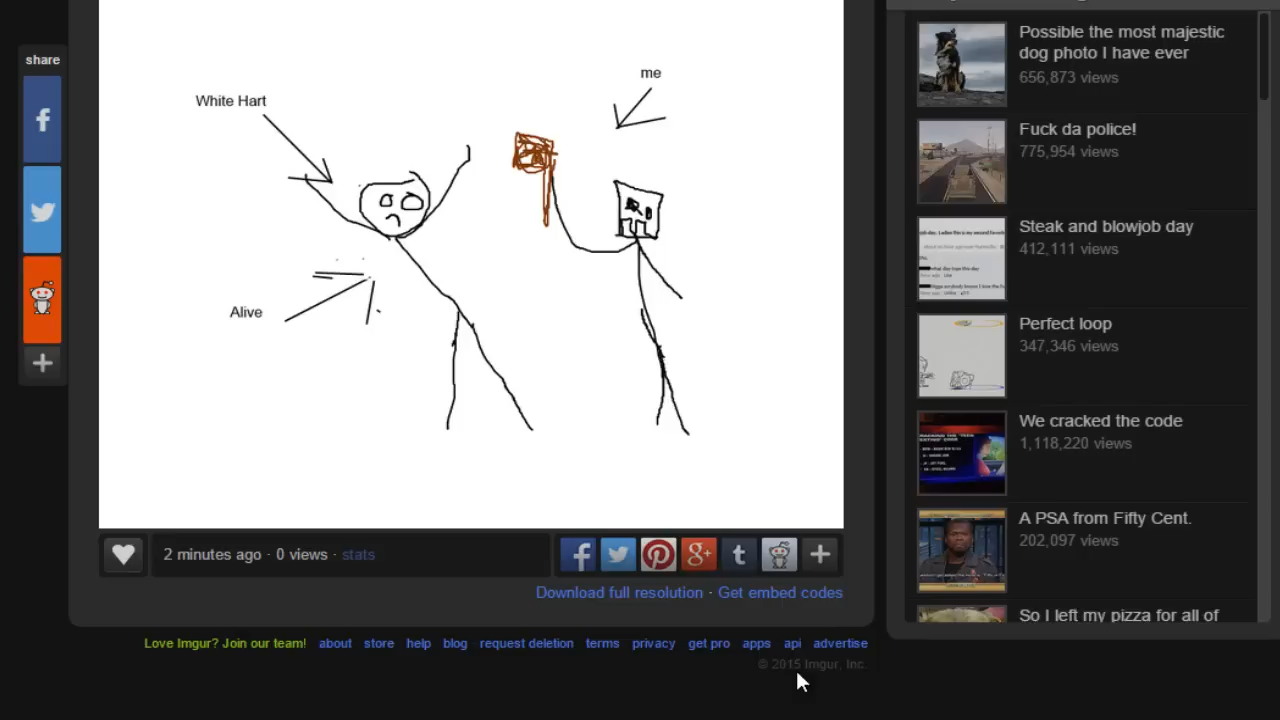 share
White Hart
me
Alive
2 minutes ago · 0 views · stats
Download full resolution · Get embed codes
Love Imgur? Join our team! about store help blog request deletion terms privacy get pro apps api advertise
© 2015 Imgur, Inc.
Possible the most majestic
dog photo I have ever
656,873 views
Fuck da police!
775,954 views
Steak and blowjob day
412,111 views
Perfect loop
347,346 views
We cracked the code
1,118,220 views
A PSA from Fifty Cent.
202,097 views
So I left my pizza for all of